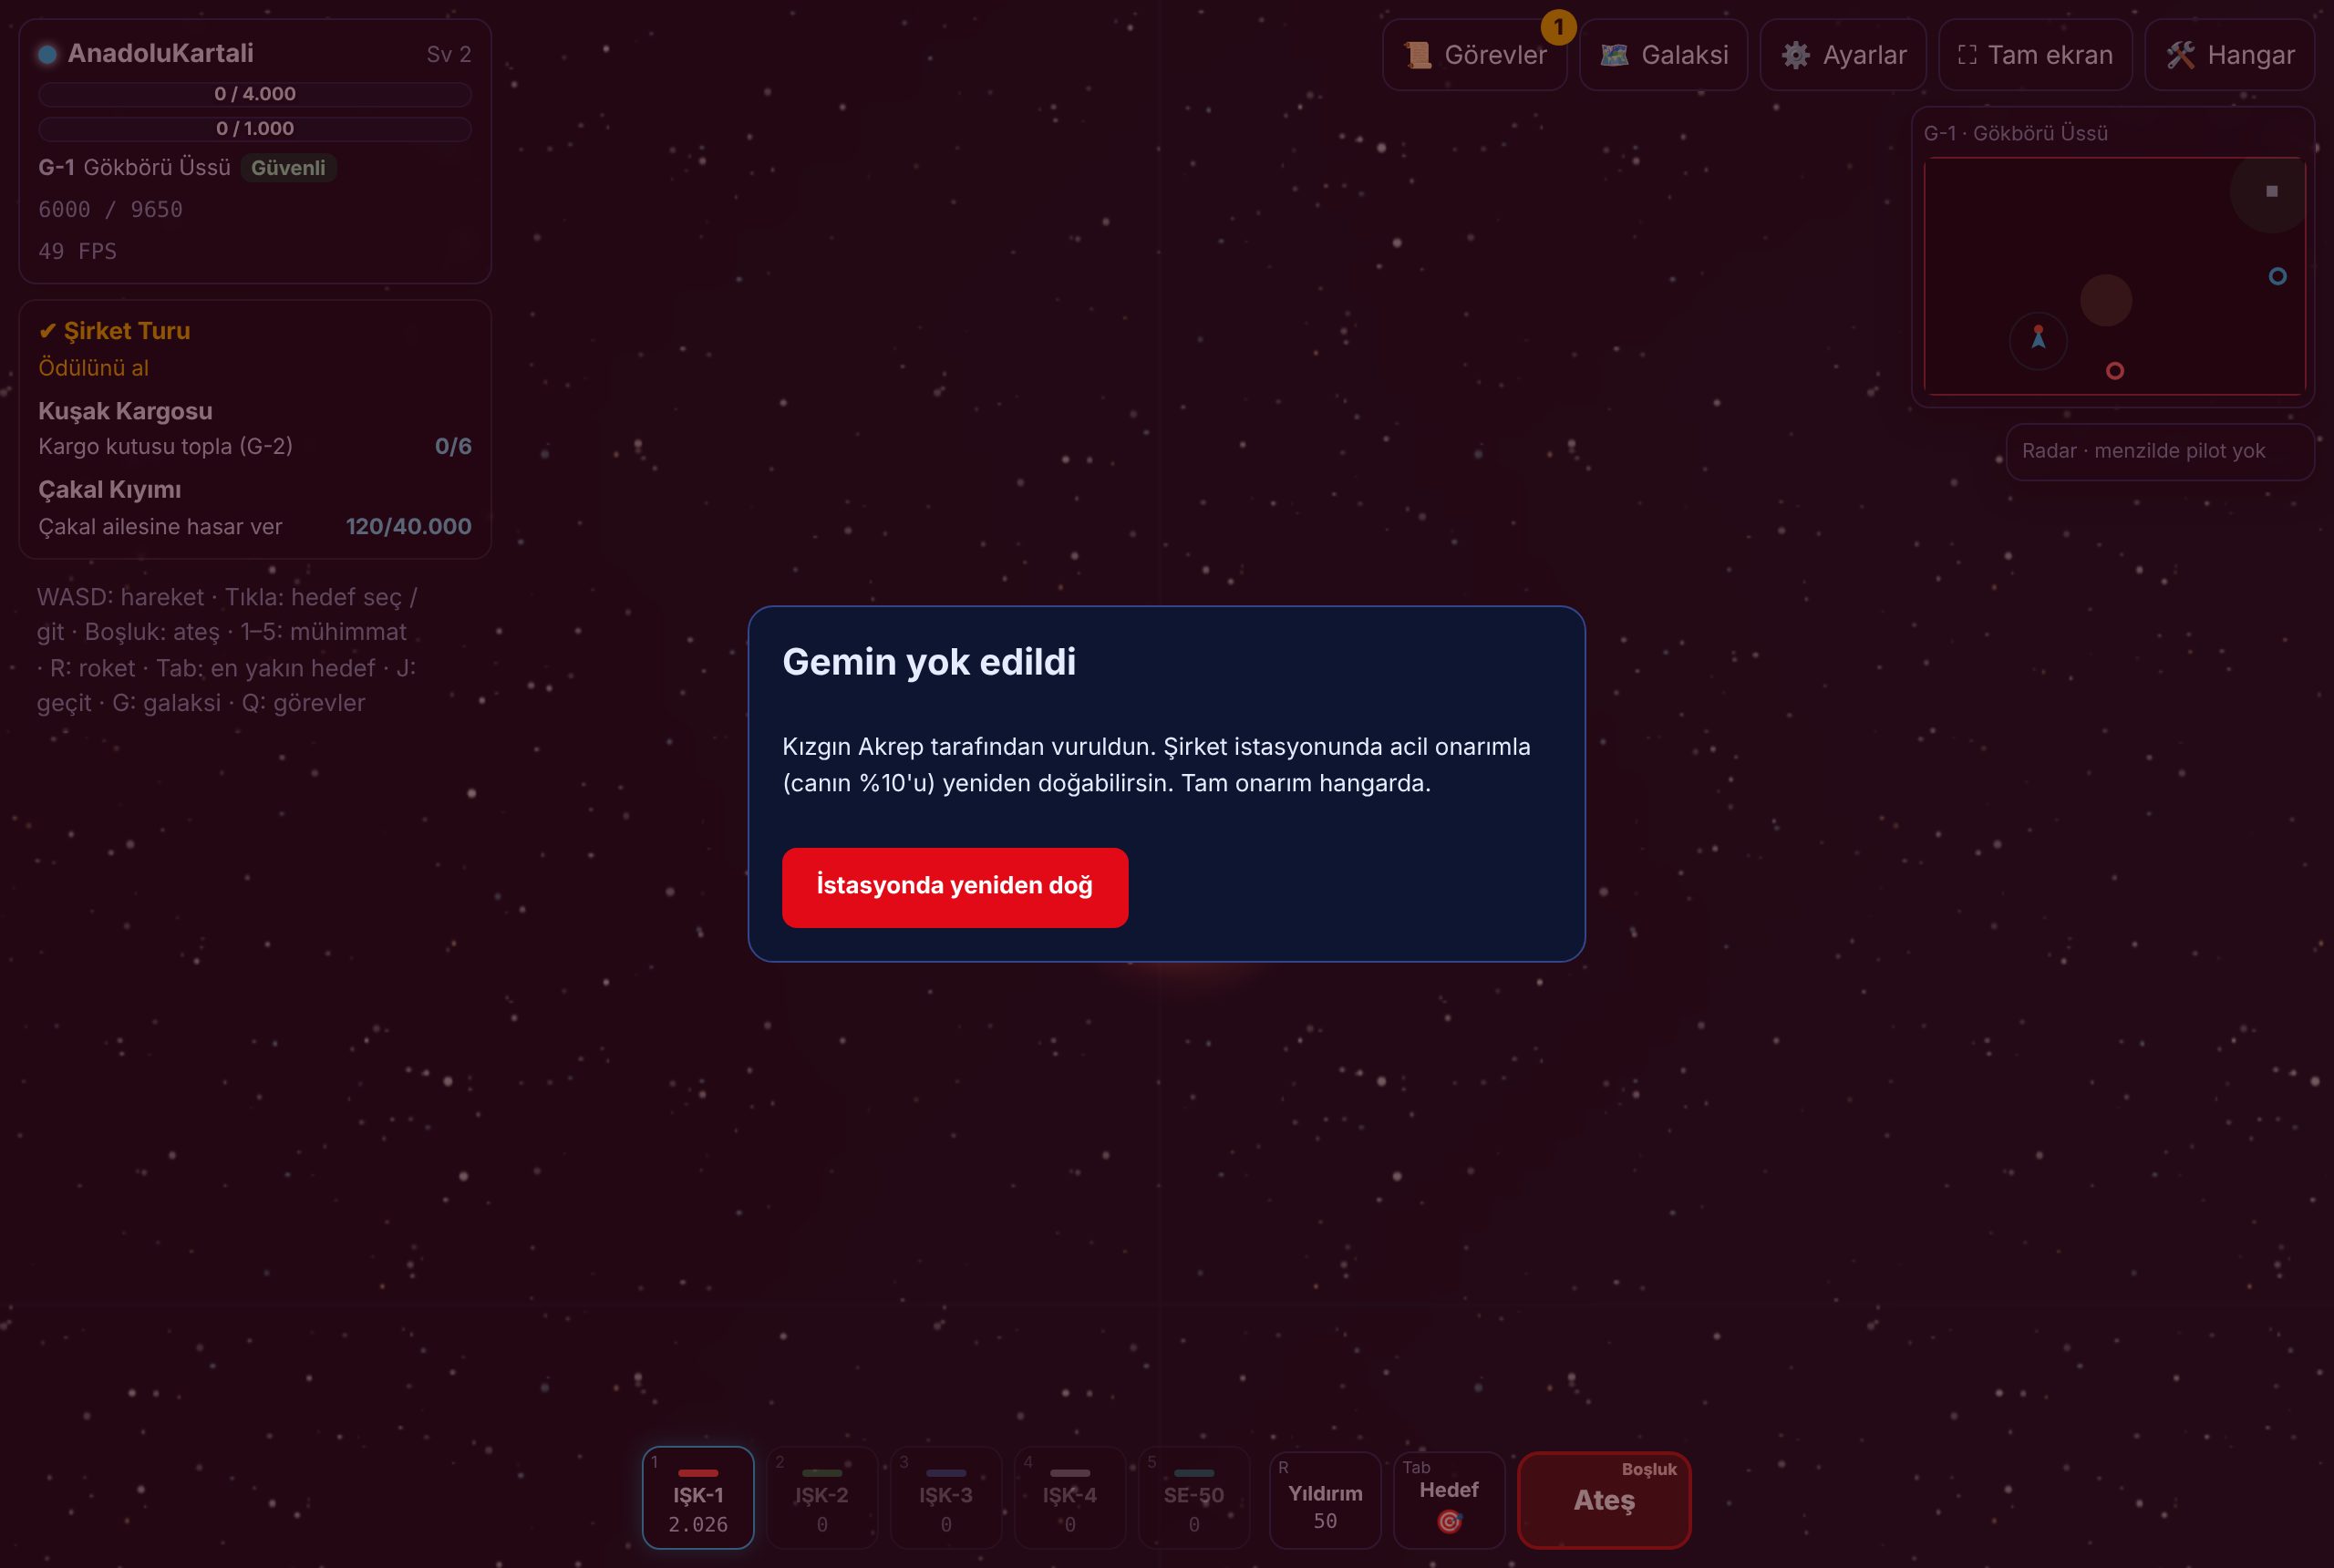 AnadoluKartali Sv 2
0 / 4.000
0 / 1.000
G-1 Gökbörü Üssü Güvenli
6000 / 9650
49 FPS
✔ Şirket Turu
Ödülünü al
Kuşak Kargosu
Kargo kutusu topla (G-2) 0/6
Çakal Kıyımı
Çakal ailesine hasar ver 120/40.000
WASD: hareket · Tıkla: hedef seç /
git · Boşluk: ateş · 1–5: mühimmat
· R: roket · Tab: en yakın hedef · J:
geçit · G: galaksi · Q: görevler
Görevler 1
Galaksi
Ayarlar
Tam ekran
Hangar
G-1 · Gökbörü Üssü
Radar · menzilde pilot yok
Gemin yok edildi
Kızgın Akrep tarafından vuruldun. Şirket istasyonunda acil onarımla
(canın %10'u) yeniden doğabilirsin. Tam onarım hangarda.
İstasyonda yeniden doğ
1
IŞK-1
2.026
2
IŞK-2
0
3
IŞK-3
0
4
IŞK-4
0
5
SE-50
0
R
Yıldırım
50
Tab
Hedef
Boşluk
Ateş